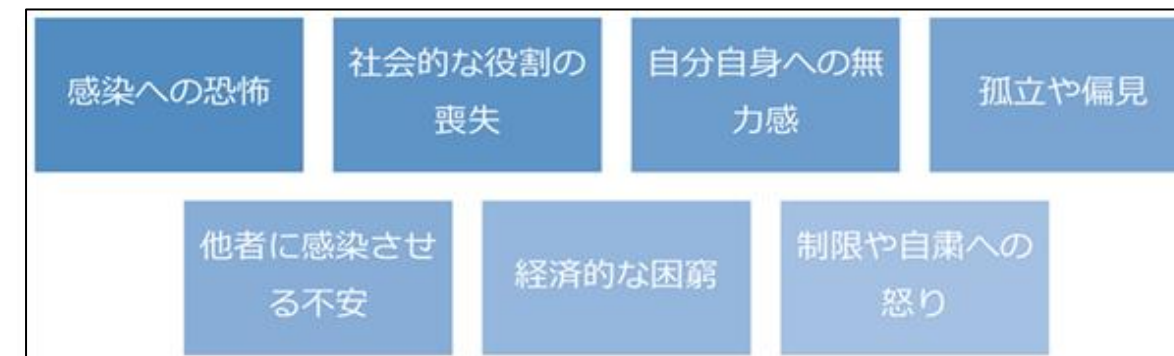 感染への恐怖
社会的な役割の
喪失
自分自身への無
力感
孤立や偏見
他者に感染させ
る不安
経済的な困窮
制限や自粛への
怒り